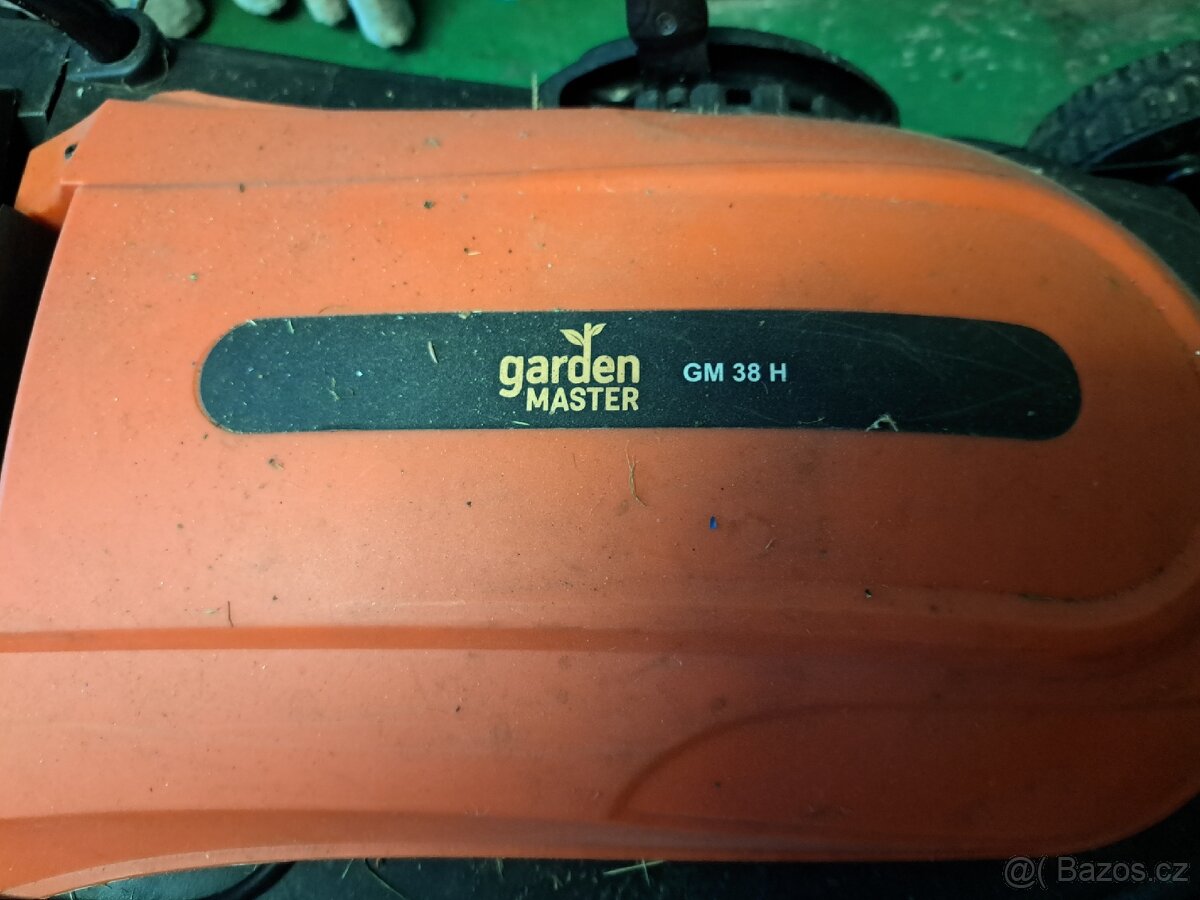 garden
MASTER
GM 38 H
@( Bazos.cz